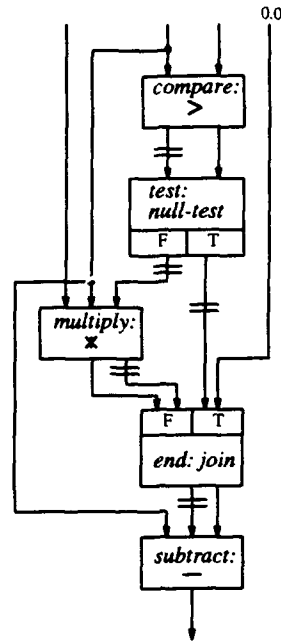 0.0
compare:
>
test:
null-test
F T
multiply:
*
F T
end: join
subtract:
−